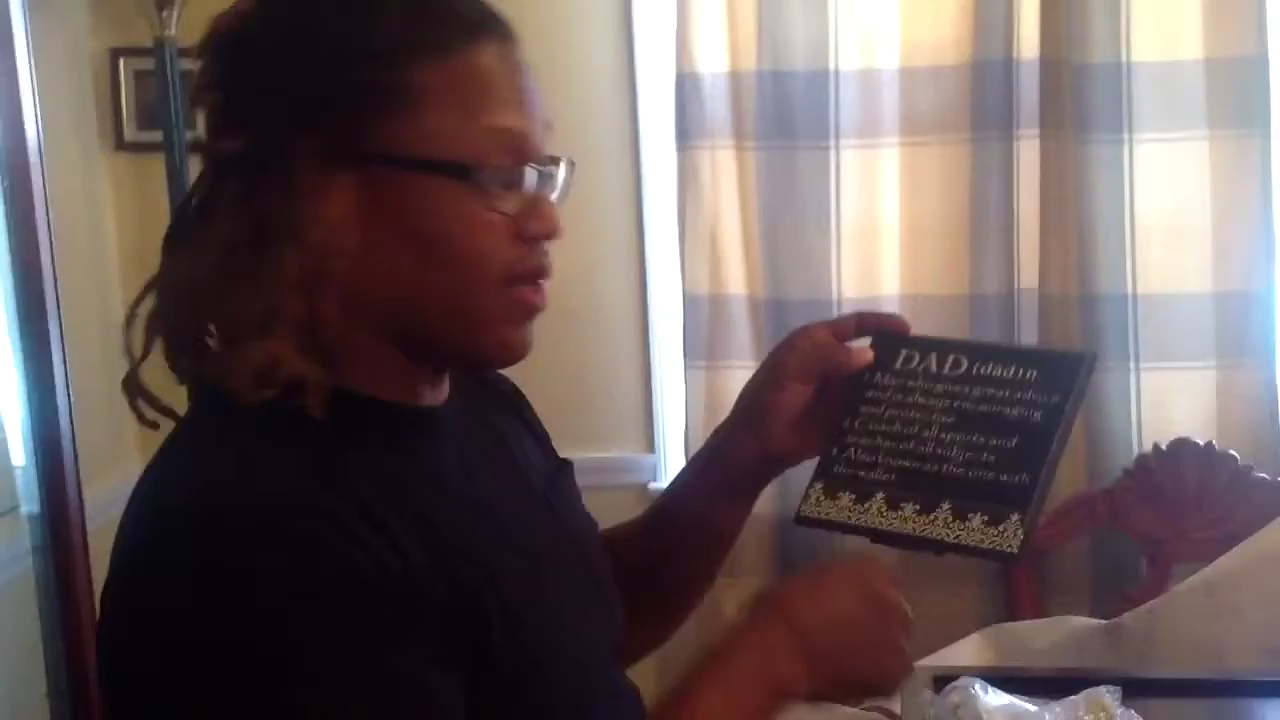 DAD (dad) n
1. Man who gives great advice
and is always encouraging
and protective
2. Coach of all sports and
teacher of all subjects
3. Also known as the one with
the wallet